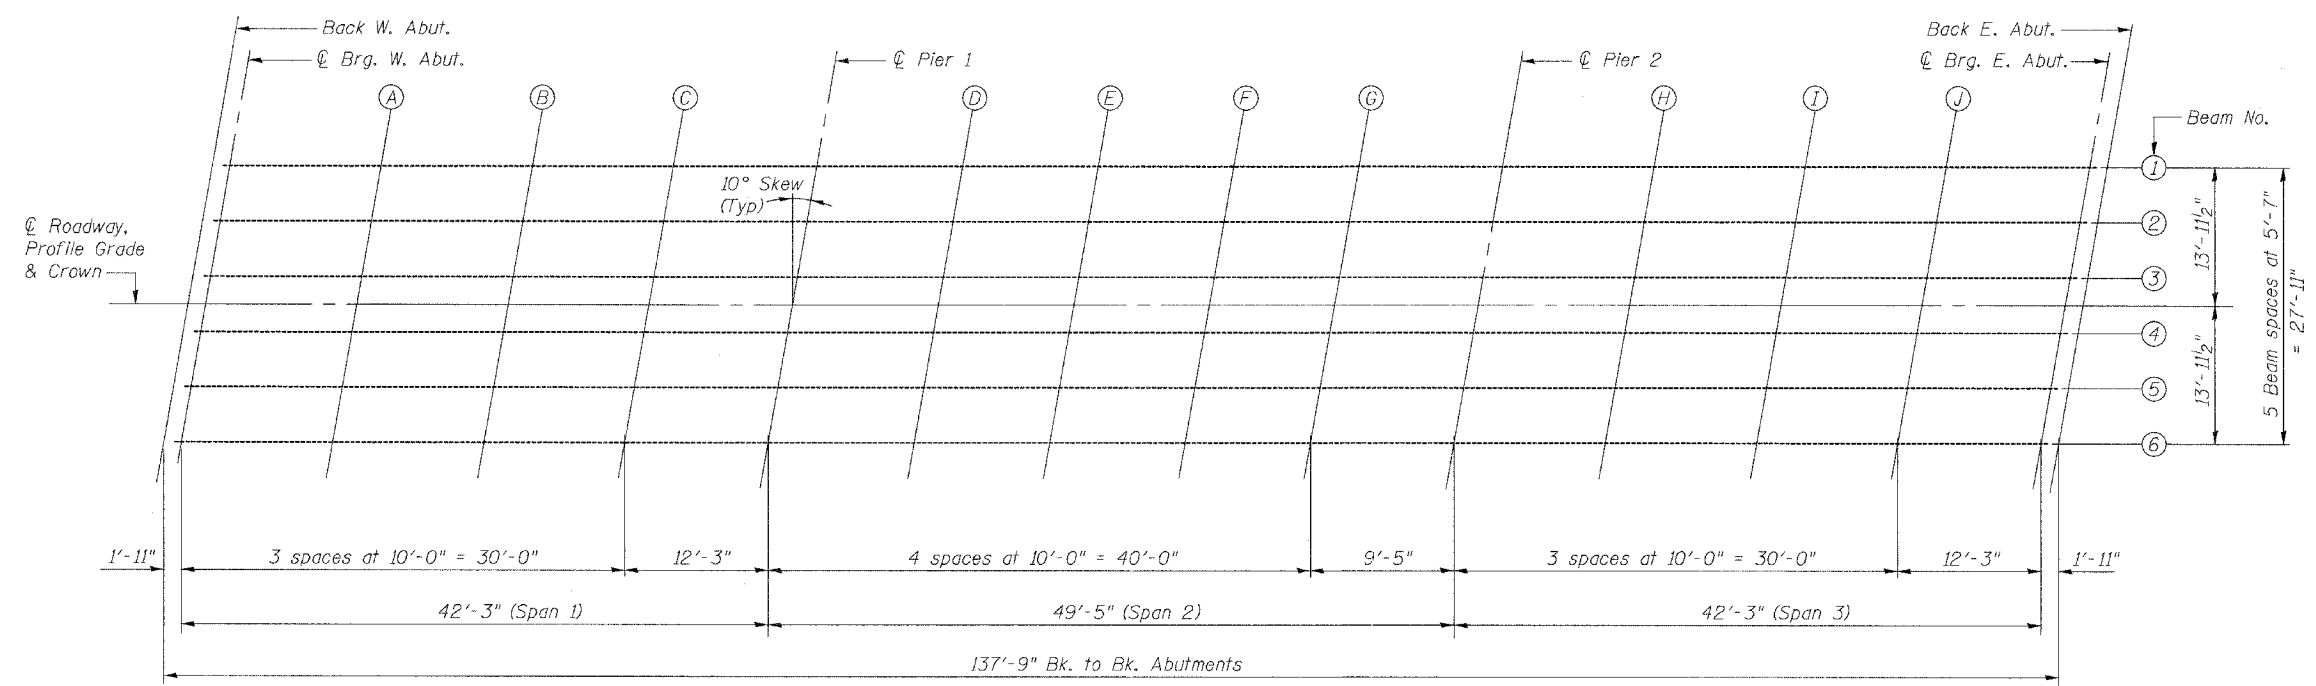 Back W. Abut.
℄ Brg. W. Abut.
℄ Pier 1
℄ Pier 2
Back E. Abut.
℄ Brg. E. Abut.
A
B
C
D
E
F
G
H
I
J
Beam No.
1
2
3
4
5
6
10° Skew
(Typ)
℄ Roadway,
Profile Grade
& Crown
13'-11½"
13'-11½"
5 Beam spaces at 5'-7"
= 27'-11"
1'-11"
3 spaces at 10'-0" = 30'-0"
12'-3"
4 spaces at 10'-0" = 40'-0"
9'-5"
3 spaces at 10'-0" = 30'-0"
12'-3"
1'-11"
42'-3" (Span 1)
49'-5" (Span 2)
42'-3" (Span 3)
137'-9" Bk. to Bk. Abutments